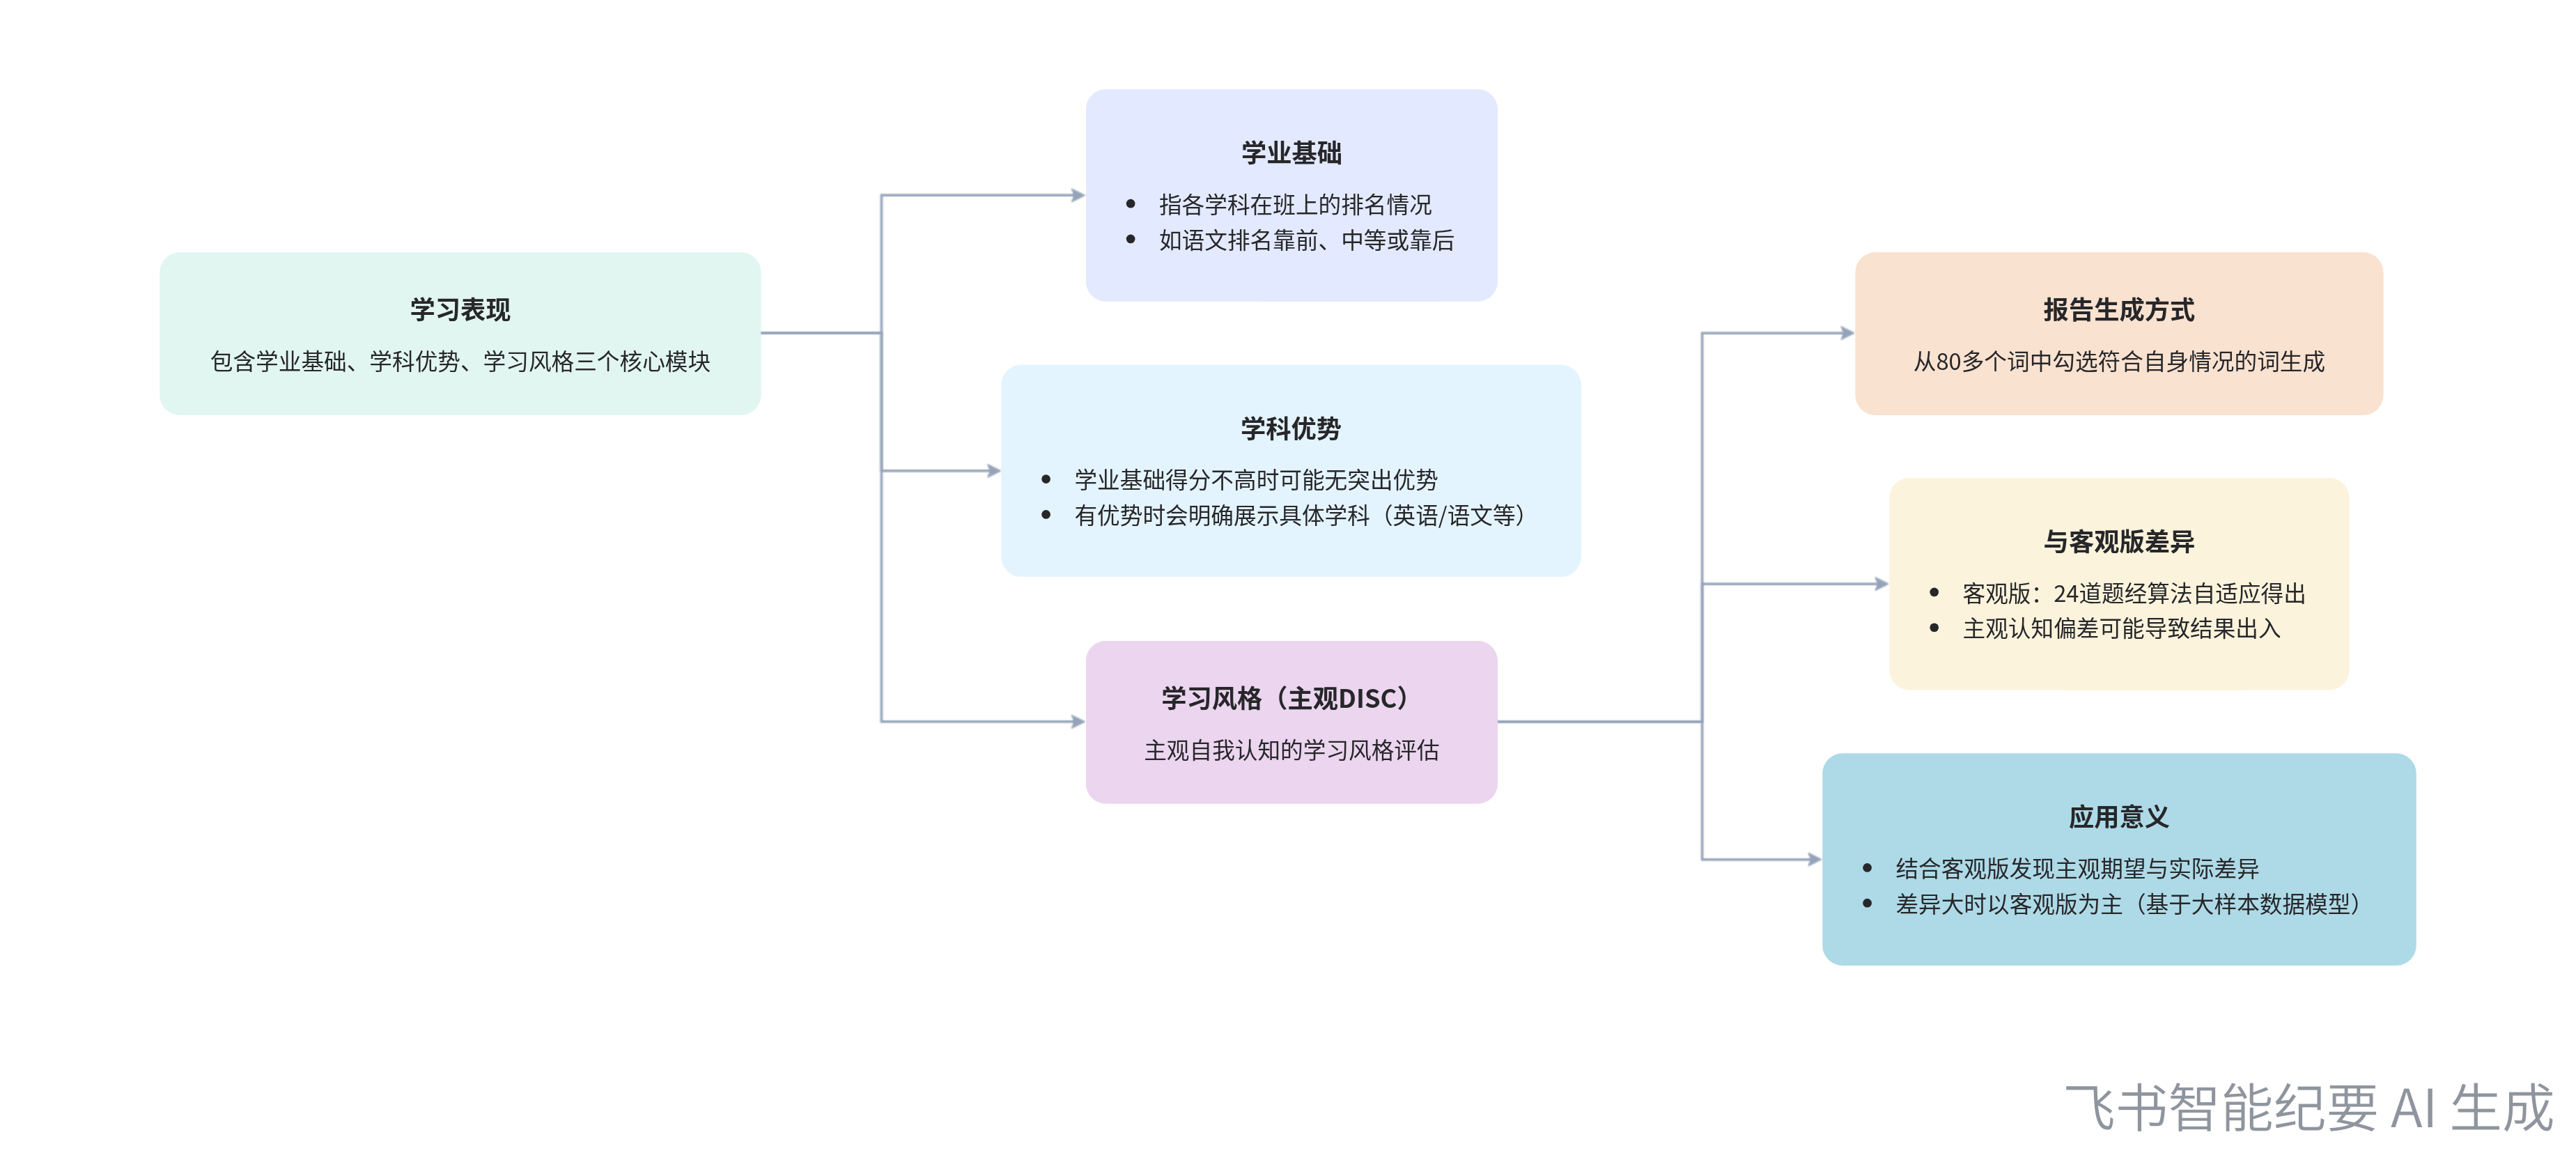 学习表现
包含学业基础、学科优势、学习风格三个核心模块
学业基础
• 指各学科在班上的排名情况
• 如语文排名靠前、中等或靠后
学科优势
• 学业基础得分不高时可能无突出优势
• 有优势时会明确展示具体学科（英语/语文等）
学习风格（主观DISC）
主观自我认知的学习风格评估
报告生成方式
从80多个词中勾选符合自身情况的词生成
与客观版差异
• 客观版：24道题经算法自适应得出
• 主观认知偏差可能导致结果出入
应用意义
• 结合客观版发现主观期望与实际差异
• 差异大时以客观版为主（基于大样本数据模型）
飞书智能纪要 AI 生成